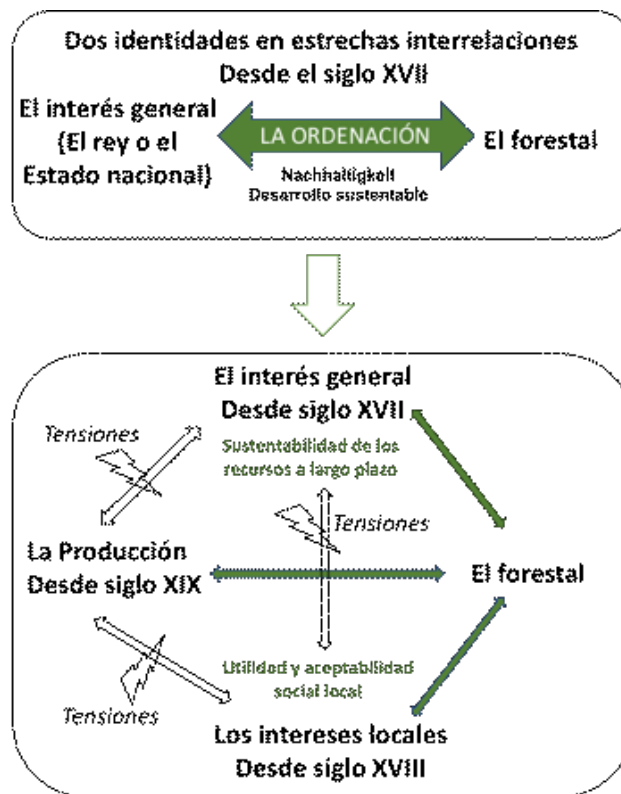 Dos identidades en estrechas interrelaciones
Desde el siglo XVII
El interés general
(El rey o el
Estado nacional)
LA ORDENACIÓN
El forestal
Nachhaltigkeit
Desarrollo sustentable
El interés general
Desde siglo XVII
Tensiones
Sustentabilidad de los
recursos a largo plazo
Tensiones
La Producción
Desde siglo XIX
El forestal
Utilidad y aceptabilidad
social local
Tensiones
Los intereses locales
Desde siglo XVIII